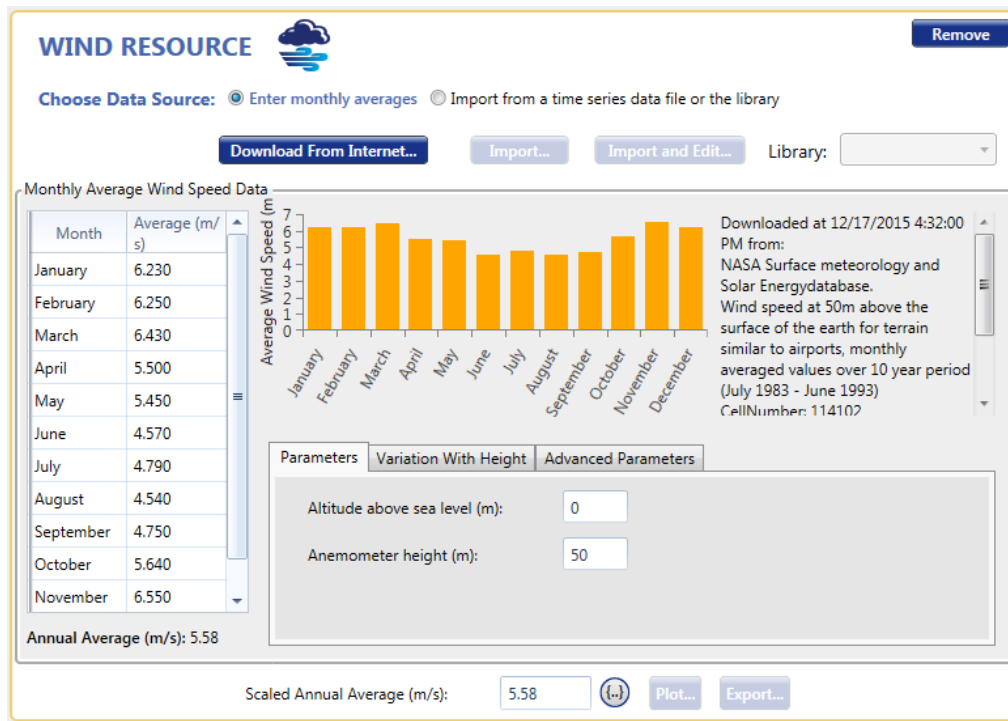 WIND RESOURCE
Remove
Choose Data Source: Enter monthly averages Import from a time series data file or the library
Download From Internet... Import... Import and Edit... Library:
Monthly Average Wind Speed Data
Month Average (m/
s)
January 6.230
February 6.250
March 6.430
April 5.500
May 5.450
June 4.570
July 4.790
August 4.540
September 4.750
October 5.640
November 6.550
Annual Average (m/s): 5.58
Average Wind Speed (m
7
6
5
4
3
2
1
0
January
February
March
April
May
June
July
August
September
October
November
December
Downloaded at 12/17/2015 4:32:00
PM from:
NASA Surface meteorology and
Solar Energydatabase.
Wind speed at 50m above the
surface of the earth for terrain
similar to airports, monthly
averaged values over 10 year period
(July 1983 - June 1993)
CellNumber: 114102
Parameters Variation With Height Advanced Parameters
Altitude above sea level (m): 0
Anemometer height (m): 50
Scaled Annual Average (m/s): 5.58 {..} Plot... Export...